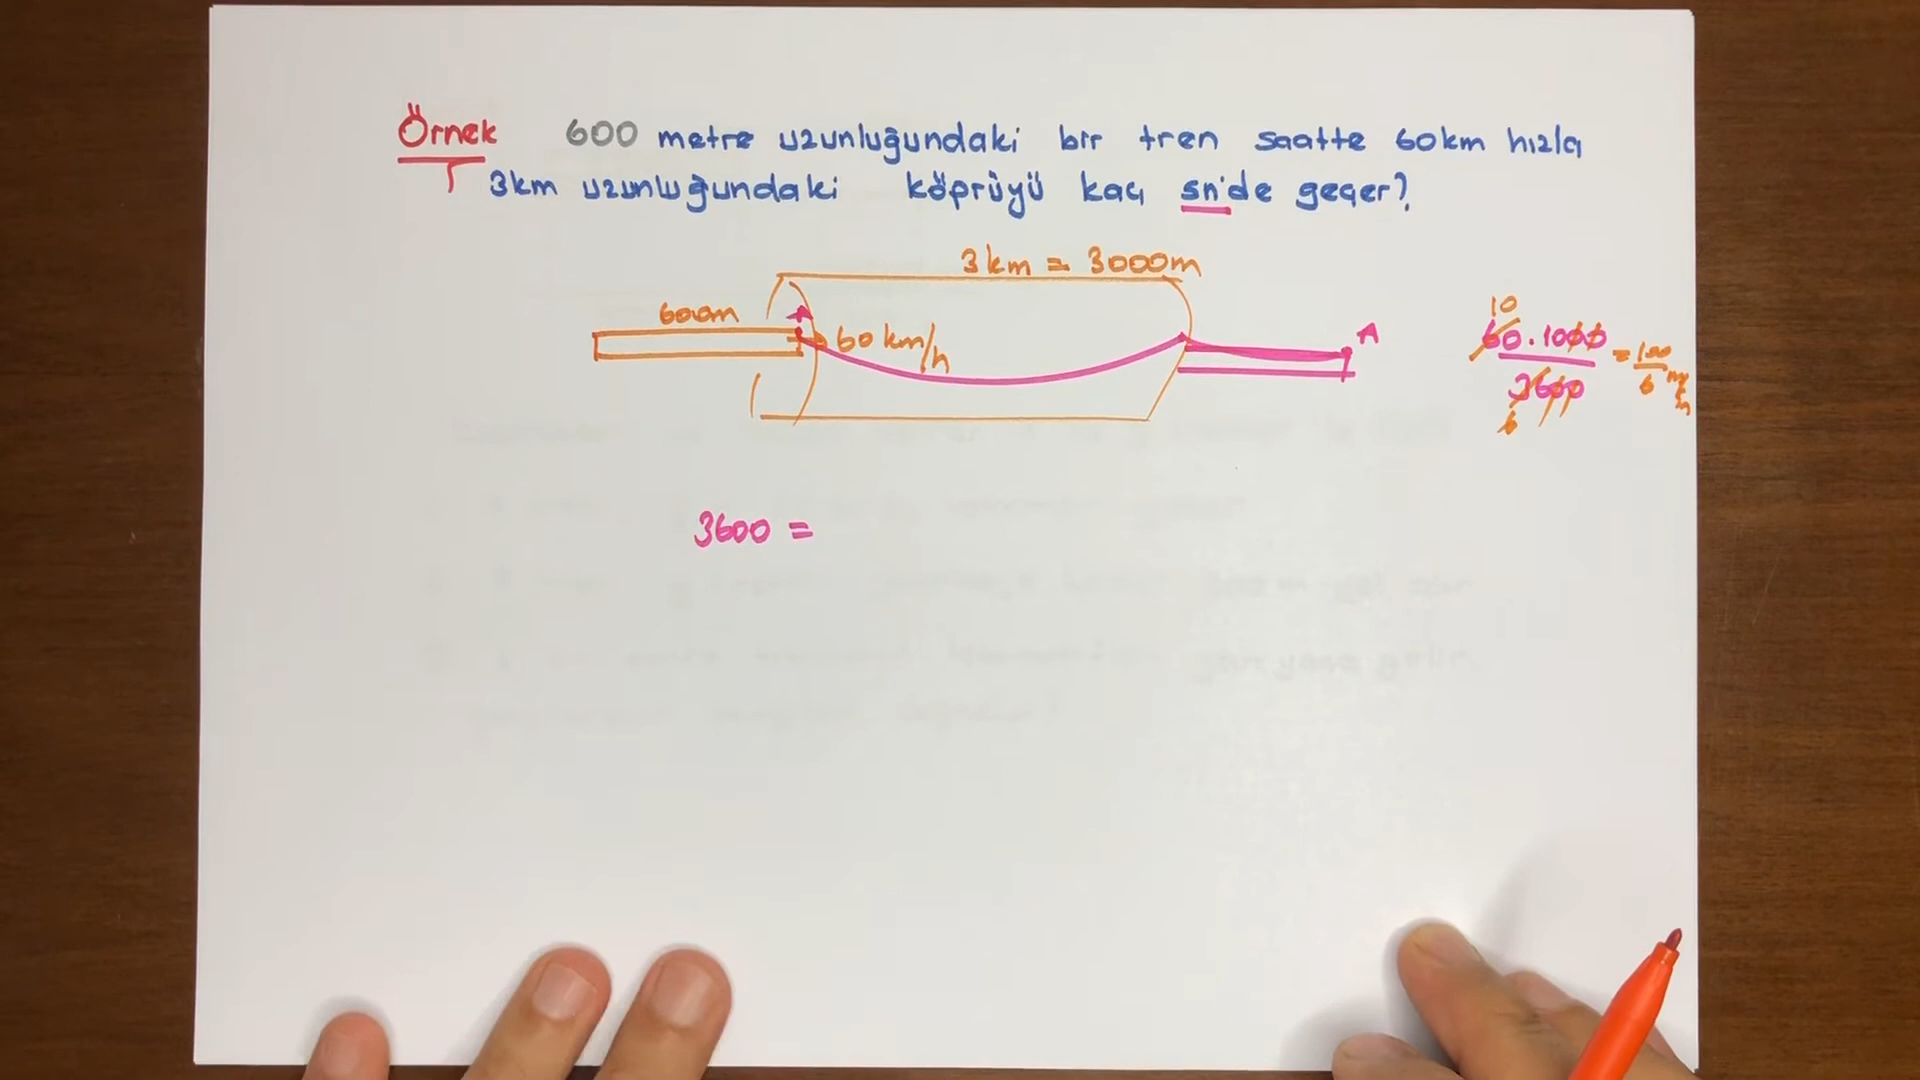 Örnek 600 metre uzunluğundaki bir tren saatte 60km hızla
3km uzunluğundaki köprüyü kaç sn'de geçer?
3km = 3000m
600m
A
60 km/h
A
10
60.1000
3600
6
= 100
6
m/sn
3600 =